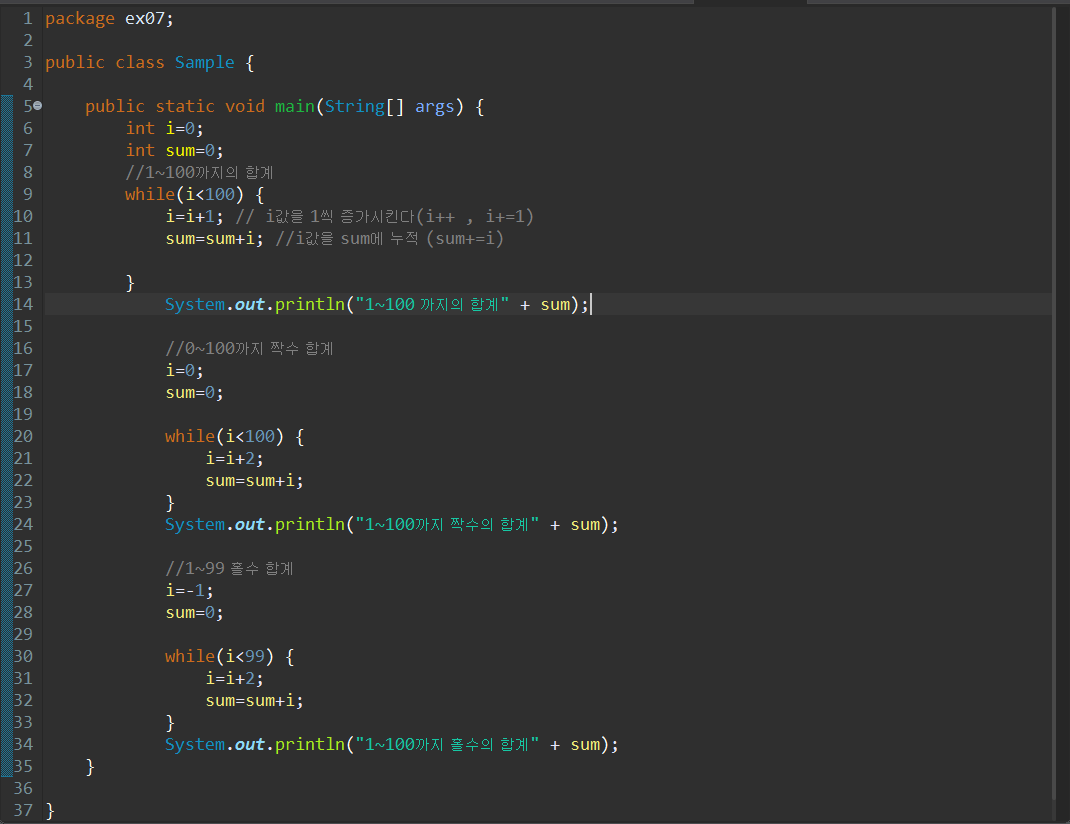 1 package ex07;
2
3 public class Sample {
4
5 public static void main(String[] args) {
6 int i=0;
7 int sum=0;
8 //1~100까지의 합계
9 while(i<100) {
10 i=i+1; // i값을 1씩 증가시킨다(i++ , i+=1)
11 sum=sum+i; //i값을 sum에 누적 (sum+=i)
12
13 }
14 System.out.println("1~100 까지의 합계" + sum);
15
16 //0~100까지 짝수 합계
17 i=0;
18 sum=0;
19
20 while(i<100) {
21 i=i+2;
22 sum=sum+i;
23 }
24 System.out.println("1~100까지 짝수의 합계" + sum);
25
26 //1~99 홀수 합계
27 i=-1;
28 sum=0;
29
30 while(i<99) {
31 i=i+2;
32 sum=sum+i;
33 }
34 System.out.println("1~100까지 홀수의 합계" + sum);
35 }
36
37 }